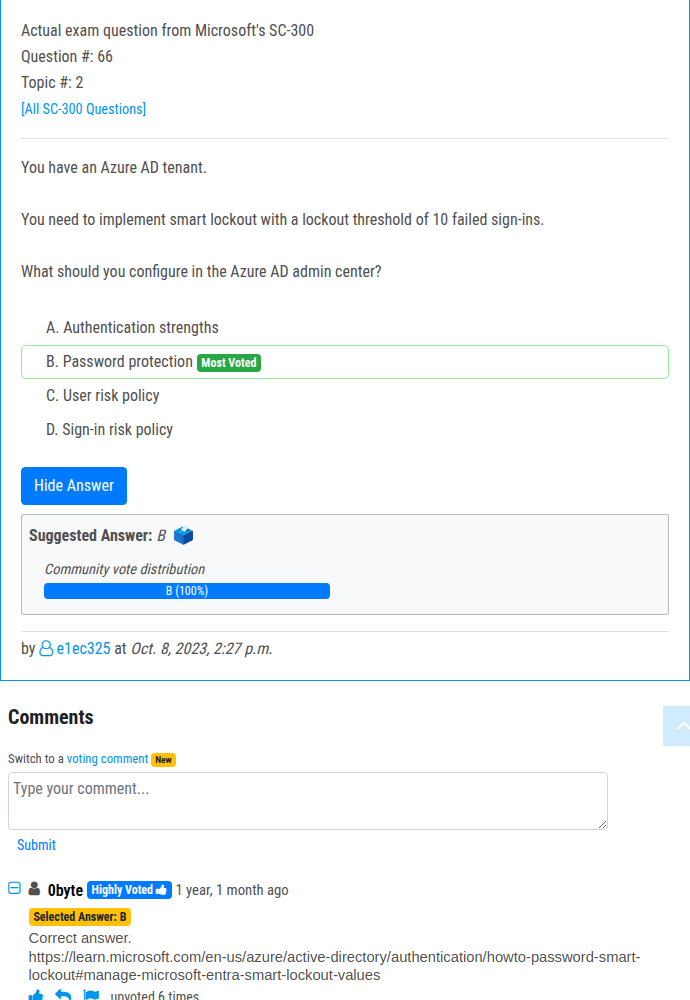 Actual exam question from Microsoft's SC-300
Question #: 66
Topic #: 2
[All SC-300 Questions]
You have an Azure AD tenant.
You need to implement smart lockout with a lockout threshold of 10 failed sign-ins.
What should you configure in the Azure AD admin center?
A. Authentication strengths
B. Password protection Most Voted
C. User risk policy
D. Sign-in risk policy
Hide Answer
Suggested Answer: B
Community vote distribution
B (100%)
by e1ec325 at Oct. 8, 2023, 2:27 p.m.
Comments
Switch to a voting comment New
Type your comment...
Submit
0byte Highly Voted 1 year, 1 month ago
Selected Answer: B
Correct answer.
https://learn.microsoft.com/en-us/azure/active-directory/authentication/howto-password-smart-
lockout#manage-microsoft-entra-smart-lockout-values
upvoted 6 times